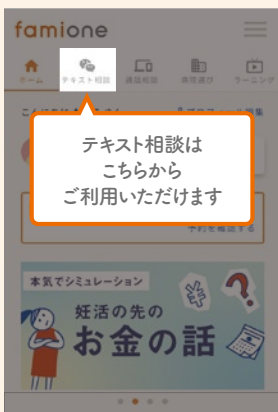 famione
ホーム
テキスト相談
通話相談
病院選び
ラーニング
テキスト相談は
こちらから
ご利用いただけます
予約を確認する
本気でシミュレーション
妊活の先の
お金の話